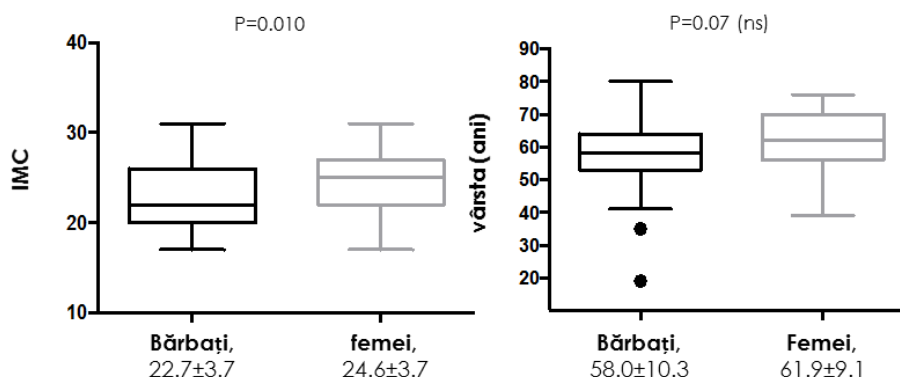 P=0.010
IMC
40
30
20
10
Bărbați,
22.7±3.7
femei,
24.6±3.7
P=0.07 (ns)
vârsta (ani)
90
80
70
60
50
40
30
20
Bărbați,
58.0±10.3
Femei,
61.9±9.1